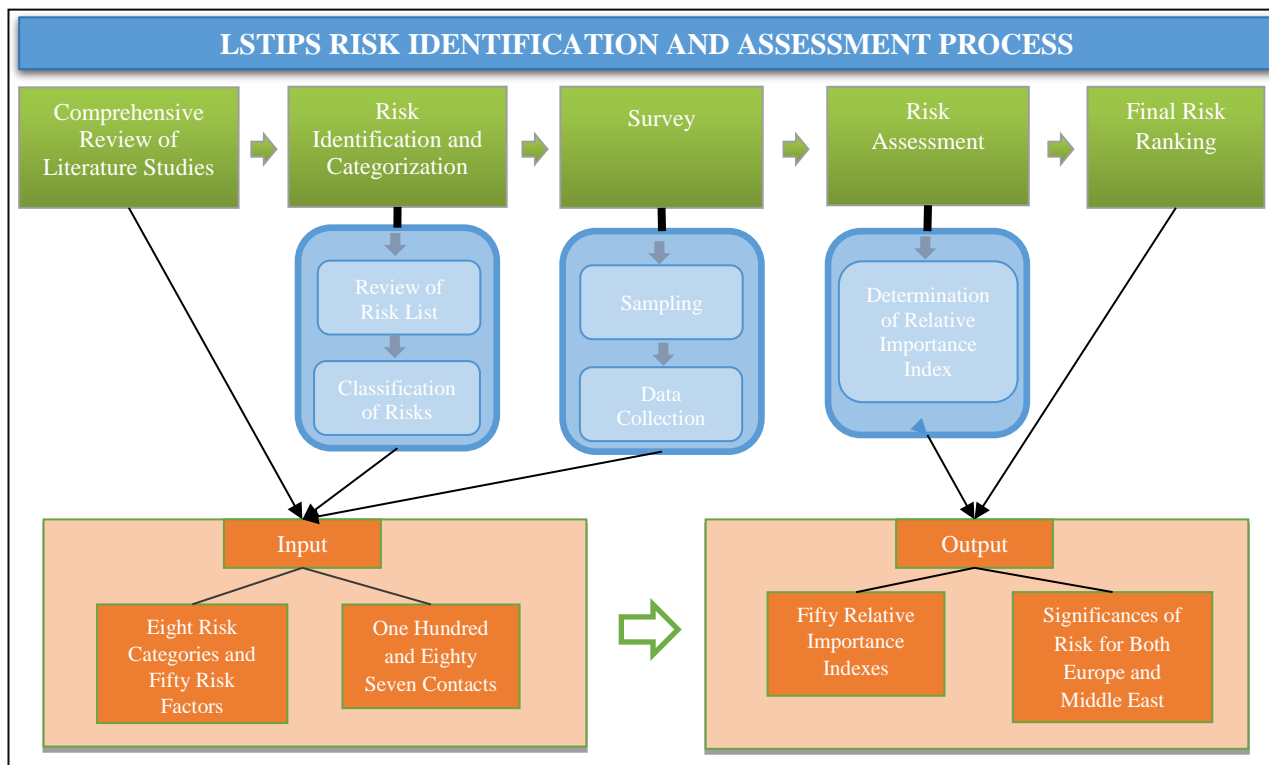 LSTIPS RISK IDENTIFICATION AND ASSESSMENT PROCESS
Comprehensive
Review of
Literature Studies
Risk
Identification and
Categorization
Survey
Risk
Assessment
Final Risk
Ranking
Review of
Risk List
Classification
of Risks
Sampling
Data
Collection
Determination
of Relative
Importance
Index
Input
Eight Risk
Categories and
Fifty Risk
Factors
One Hundred
and Eighty
Seven Contacts
Output
Fifty Relative
Importance
Indexes
Significances of
Risk for Both
Europe and
Middle East